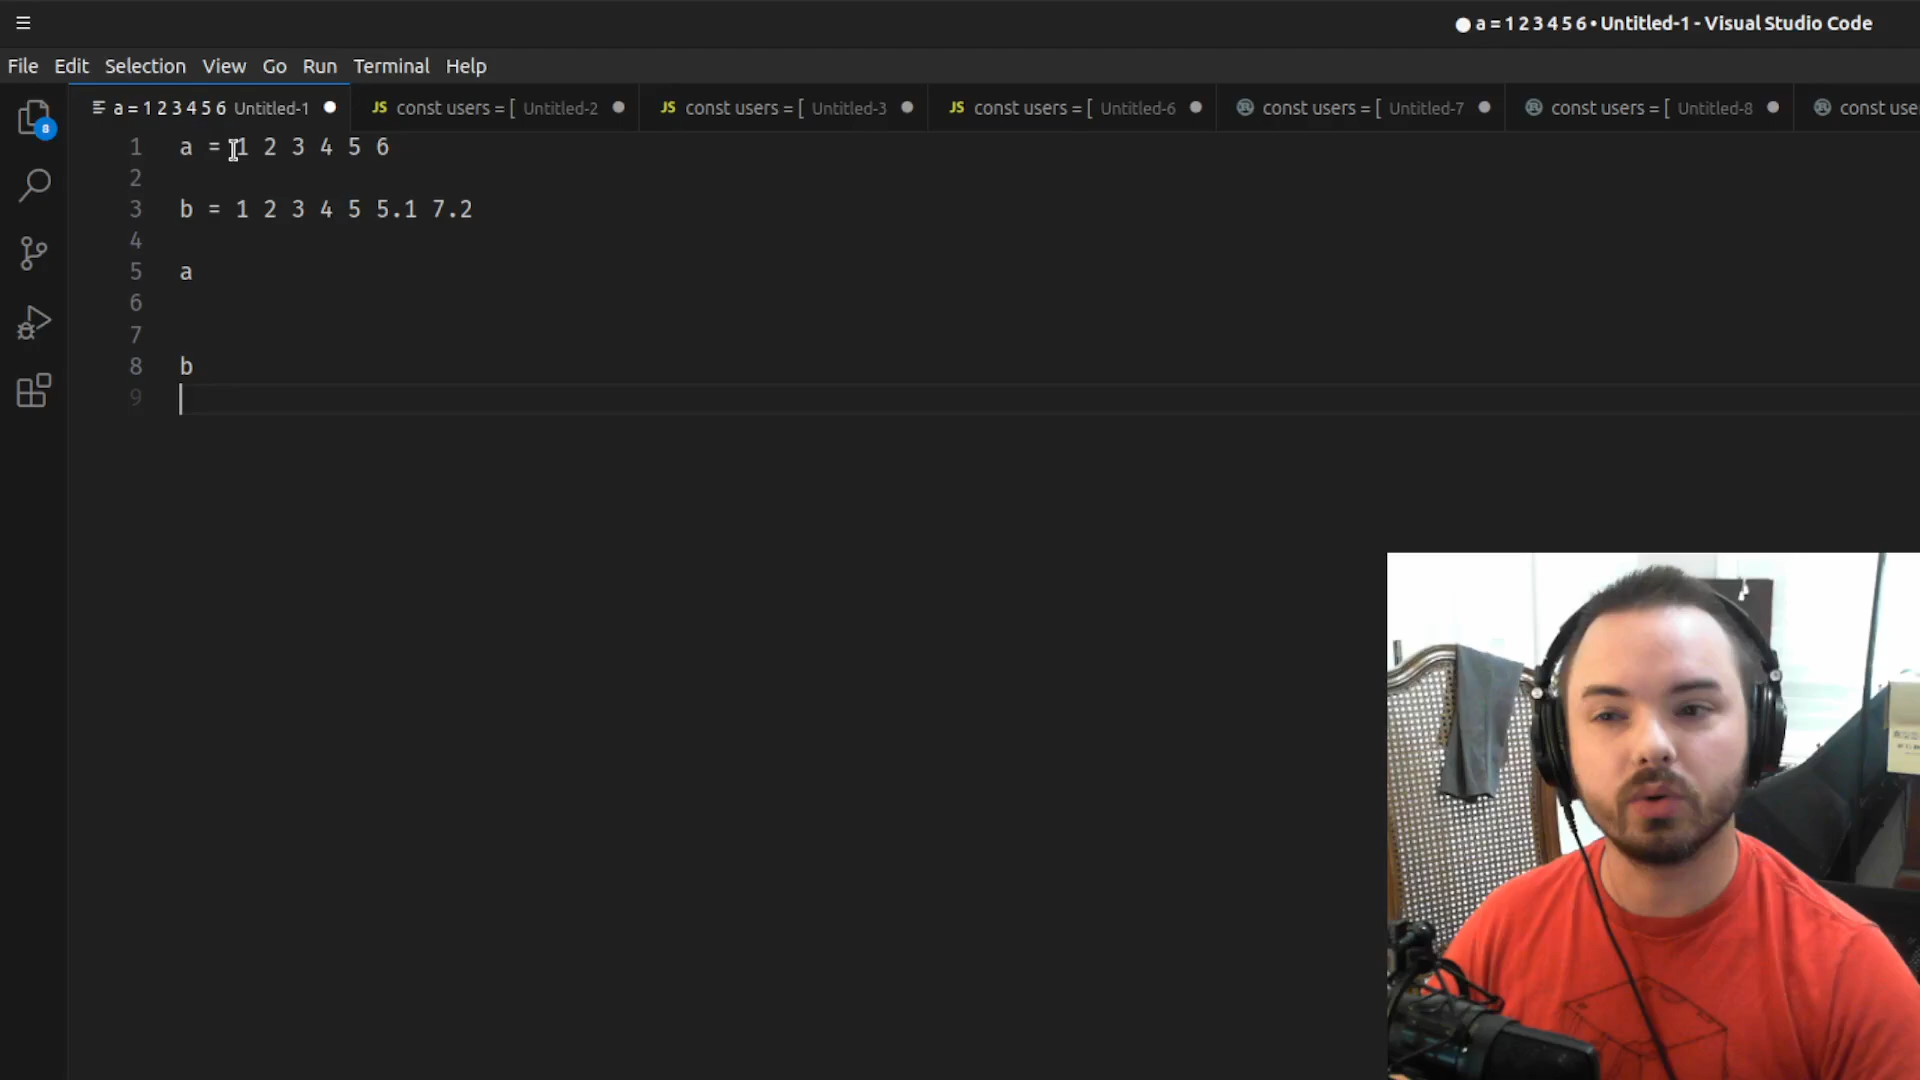 a = 1 2 3 4 5 6 • Untitled-1 - Visual Studio Code
File Edit Selection View Go Run Terminal Help
a = 1 2 3 4 5 6 Untitled-1 JS const users = [ Untitled-2 JS const users = [ Untitled-3 JS const users = [ Untitled-6 const users = [ Untitled-7 const users = [ Untitled-8 const use
8
1 a = 1 2 3 4 5 6
2
3 b = 1 2 3 4 5 5.1 7.2
4
5 a
6
7
8 b
9